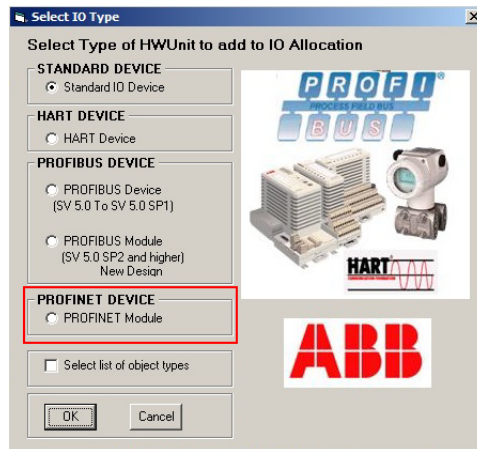 Select IO Type
Select Type of HWUnit to add to IO Allocation
STANDARD DEVICE
Standard IO Device
HART DEVICE
HART Device
PROFIBUS DEVICE
PROFIBUS Device
(SV 5.0 To SV 5.0 SP1)
PROFIBUS Module
(SV 5.0 SP2 and higher)
New Design
PROFINET DEVICE
PROFINET Module
Select list of object types
OK Cancel
PROFI
PROCESS FIELD BUS
BUS
HART
ABB